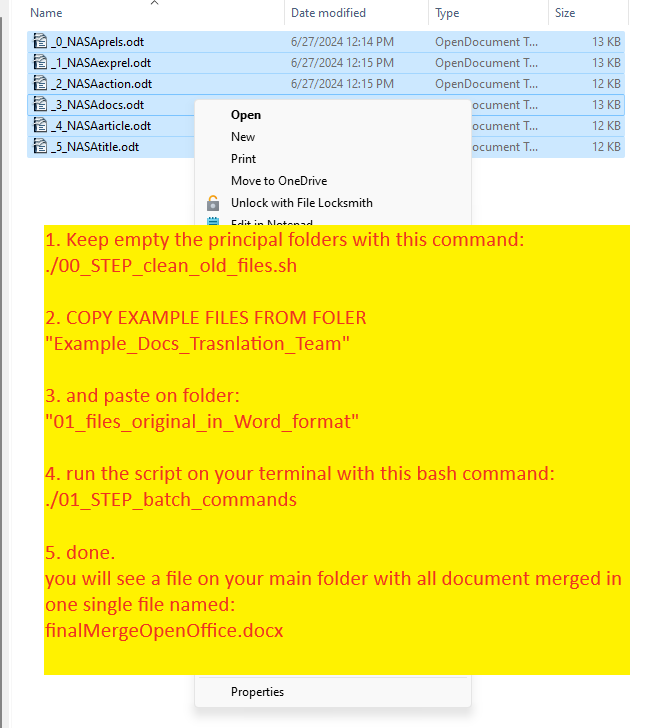 Name Date modified Type Size
_0_NASAprels.odt 6/27/2024 12:14 PM OpenDocument T... 13 KB
_1_NASAexprel.odt 6/27/2024 12:15 PM OpenDocument T... 13 KB
_2_NASAaction.odt 6/27/2024 12:15 PM OpenDocument T... 12 KB
_3_NASAdocs.odt ocument T... 13 KB
_4_NASAarticle.odt ocument T... 12 KB
_5_NASAtitle.odt ocument T... 12 KB
Open
New
Print
Move to OneDrive
Unlock with File Locksmith
Edit in Notepad
1. Keep empty the principal folders with this command:
./00_STEP_clean_old_files.sh
2. COPY EXAMPLE FILES FROM FOLER
"Example_Docs_Trasnlation_Team"
3. and paste on folder:
"01_files_original_in_Word_format"
4. run the script on your terminal with this bash command:
./01_STEP_batch_commands
5. done.
you will see a file on your main folder with all document merged in
one single file named:
finalMergeOpenOffice.docx
Properties